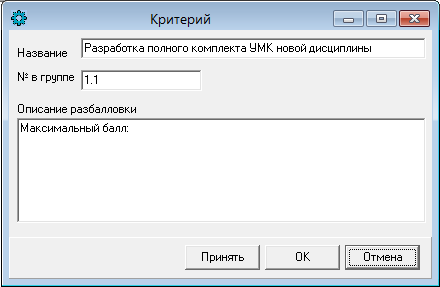 Критерий
Название Разработка полного комплекта УМК новой дисциплины
№ в группе 1.1
Описание разбалловки
Максимальный балл:
Принять OK Отмена